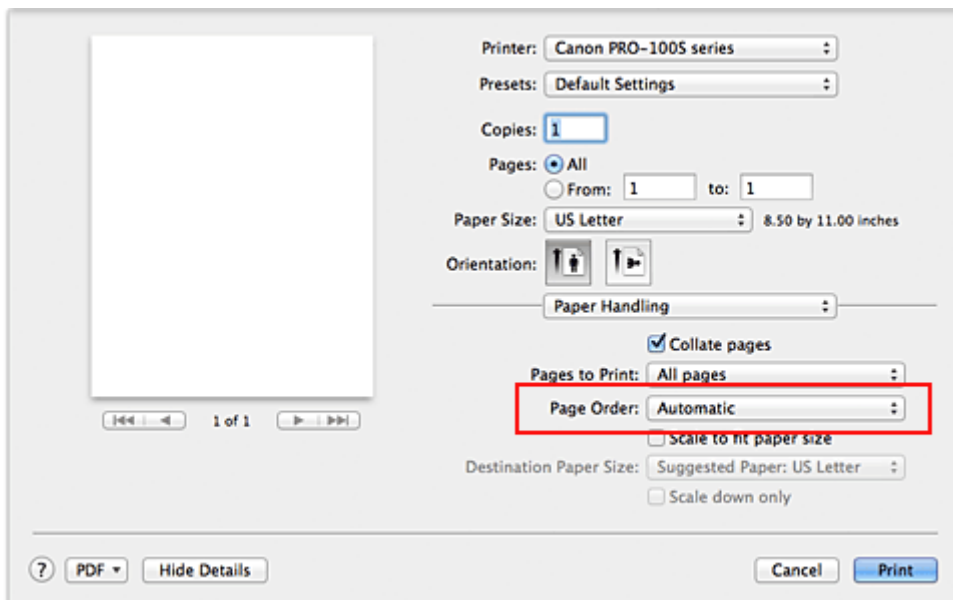 Printer: Canon PRO-100S series
Presets: Default Settings
Copies: 1
Pages: All
From: 1 to: 1
Paper Size: US Letter 8.50 by 11.00 inches
Orientation:
Paper Handling
Collate pages
Pages to Print: All pages
Page Order: Automatic
Scale to fit paper size
Destination Paper Size: Suggested Paper: US Letter
Scale down only
1 of 1
? PDF Hide Details Cancel Print